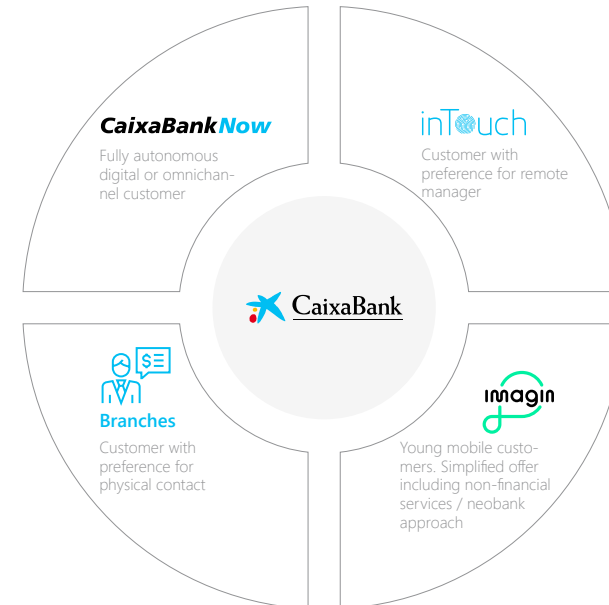 CaixaBankNow
Fully autonomous
digital or omnichan-
nel customer
inTouch
Customer with
preference for remote
manager
CaixaBank
$
Branches
Customer with
preference for
physical contact
imagin
Young mobile custo-
mers. Simplified offer
including non-financial
services / neobank
approach